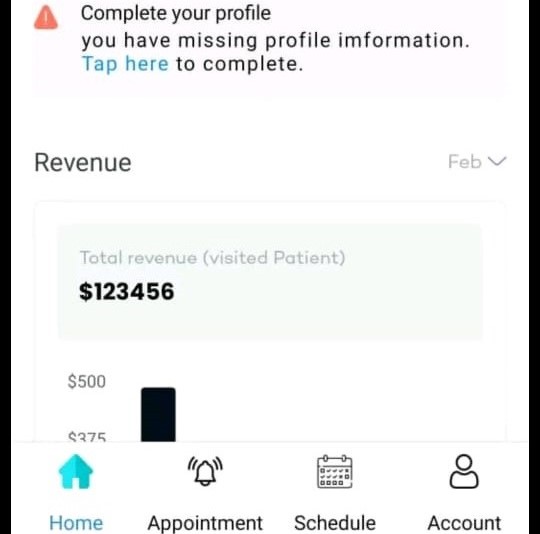 Complete your profile
you have missing profile imformation.
Tap here to complete.
Revenue
Feb
Total revenue (visited Patient)
$123456
$500
$375
Home
Appointment
Schedule
Account